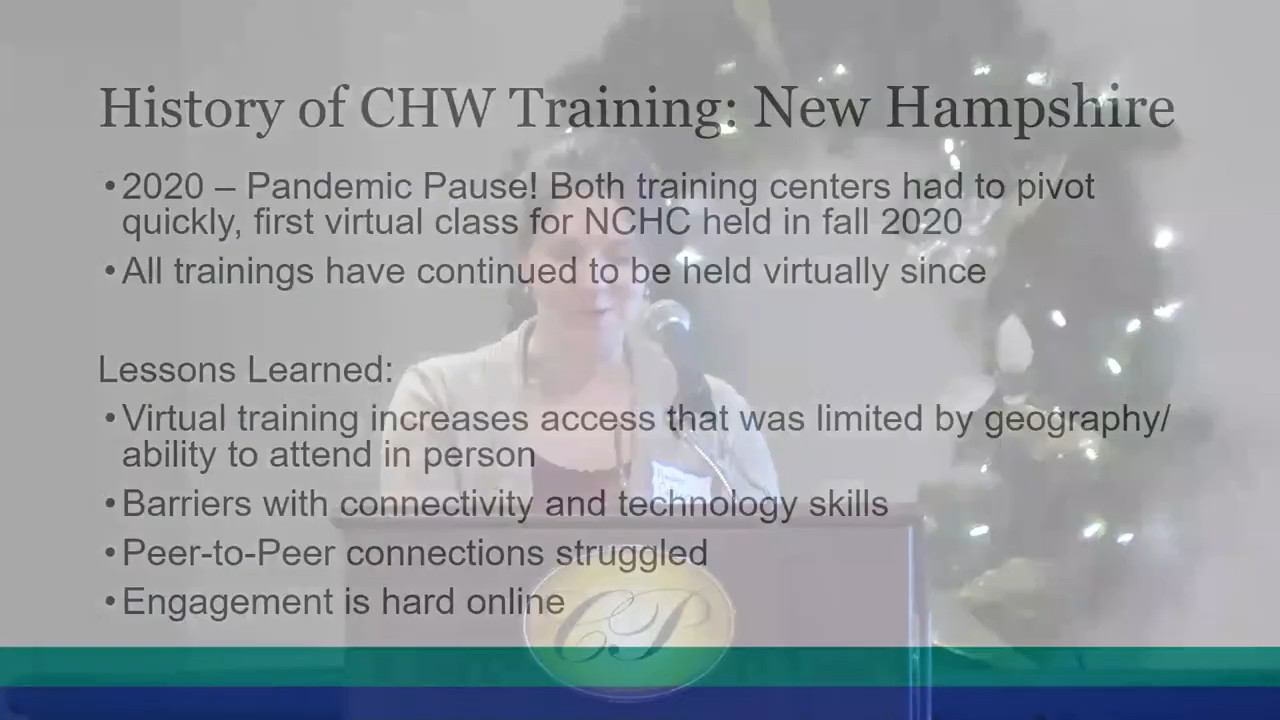 History of CHW Training: New Hampshire
• 2020 – Pandemic Pause! Both training centers had to pivot
quickly, first virtual class for NCHC held in fall 2020
• All trainings have continued to be held virtually since
Lessons Learned:
• Virtual training increases access that was limited by geography/
ability to attend in person
• Barriers with connectivity and technology skills
• Peer-to-Peer connections struggled
• Engagement is hard online
CP